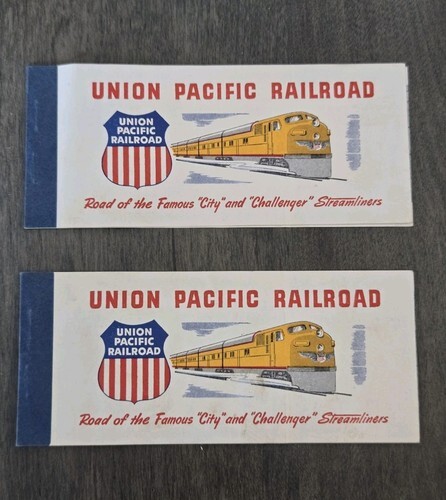 UNION PACIFIC RAILROAD
UNION
PACIFIC
RAILROAD
Road of the Famous "City" and "Challenger" Streamliners
UNION PACIFIC RAILROAD
UNION
PACIFIC
RAILROAD
Road of the Famous "City" and "Challenger" Streamliners